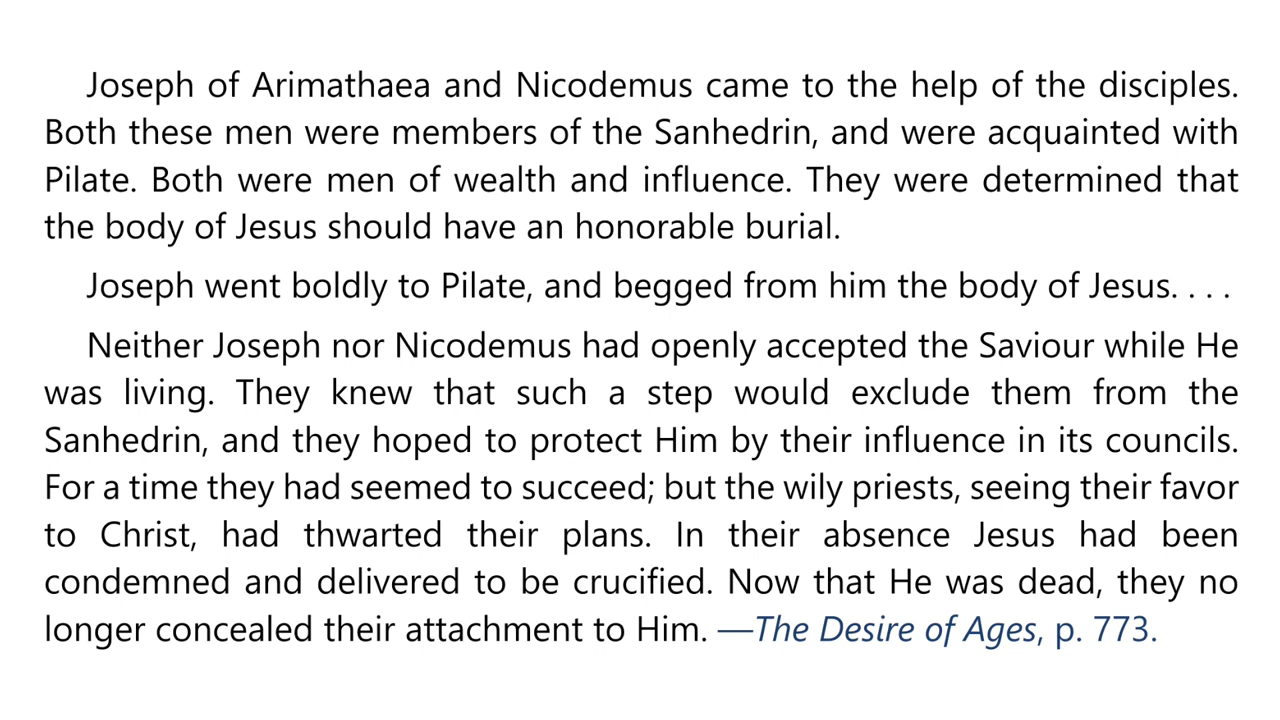 Joseph of Arimathaea and Nicodemus came to the help of the disciples.
Both these men were members of the Sanhedrin, and were acquainted with
Pilate. Both were men of wealth and influence. They were determined that
the body of Jesus should have an honorable burial.
Joseph went boldly to Pilate, and begged from him the body of Jesus. . . .
Neither Joseph nor Nicodemus had openly accepted the Saviour while He
was living. They knew that such a step would exclude them from the
Sanhedrin, and they hoped to protect Him by their influence in its councils.
For a time they had seemed to succeed; but the wily priests, seeing their favor
to Christ, had thwarted their plans. In their absence Jesus had been
condemned and delivered to be crucified. Now that He was dead, they no
longer concealed their attachment to Him. —The Desire of Ages, p. 773.